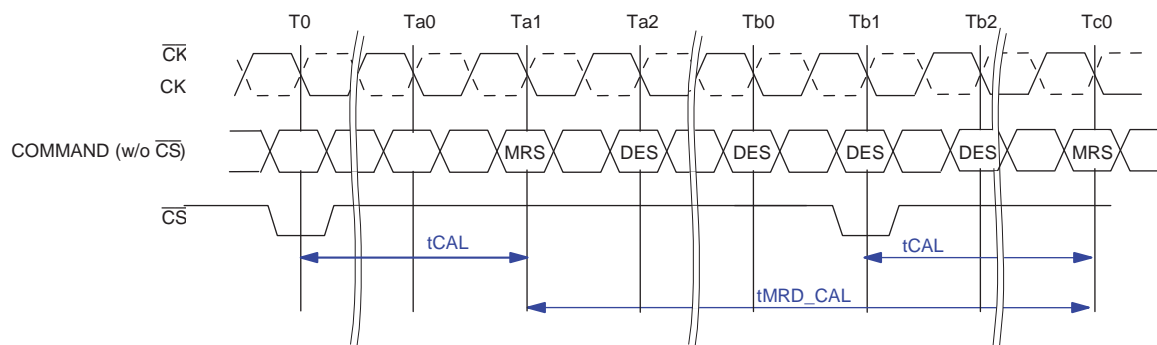 T0 Ta0 Ta1 Ta2 Tb0 Tb1 Tb2 Tc0
CK
CK
COMMAND (w/o CS) MRS DES DES DES DES MRS
CS
tCAL tCAL
tMRD_CAL